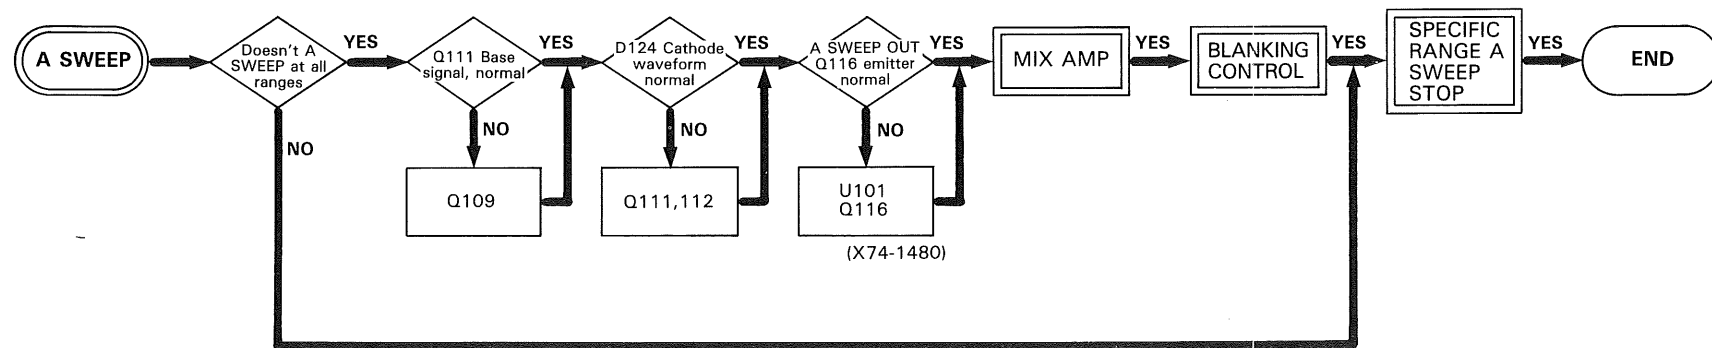 A SWEEP
Doesn't A
SWEEP at all
ranges
YES
NO
Q111 Base
signal, normal
YES
NO
Q109
D124 Cathode
waveform
normal
YES
NO
Q111,112
A SWEEP OUT
Q116 emitter
normal
YES
NO
U101
Q116
(X74-1480)
MIX AMP
YES
BLANKING
CONTROL
YES
SPECIFIC
RANGE A
SWEEP
STOP
YES
END